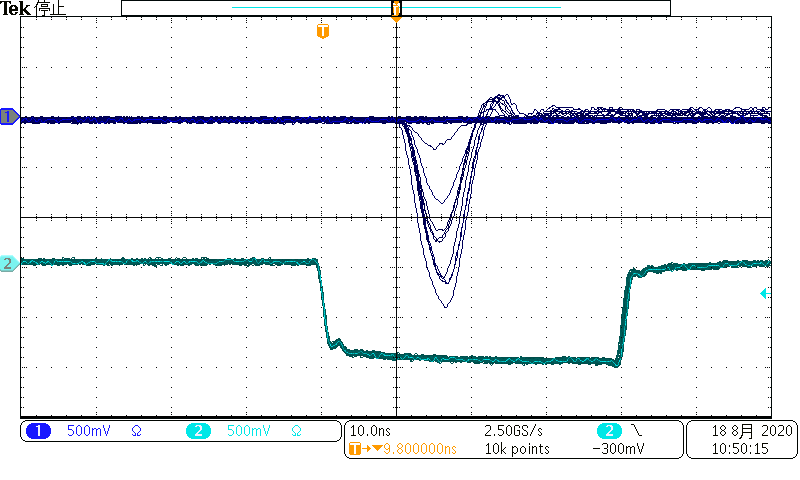 Tek 停止
T
T
1
2
1 500mV Ω 2 500mV Ω
10.0ns 2.50GS/s 2 ∖
T→▼9.800000ns 10k points −300mV
18 8月 2020
10:50:15